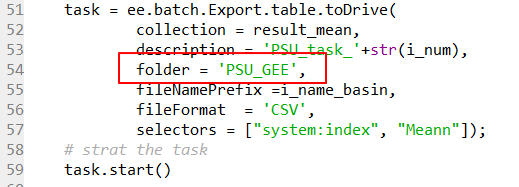 51 task = ee.batch.Export.table.toDrive(
52 collection = result_mean,
53 description = 'PSU_task_'+str(i_num),
54 folder = 'PSU_GEE',
55 fileNamePrefix =i_name_basin,
56 fileFormat = 'CSV',
57 selectors = ["system:index", "Meann"]);
58 # strat the task
59 task.start()